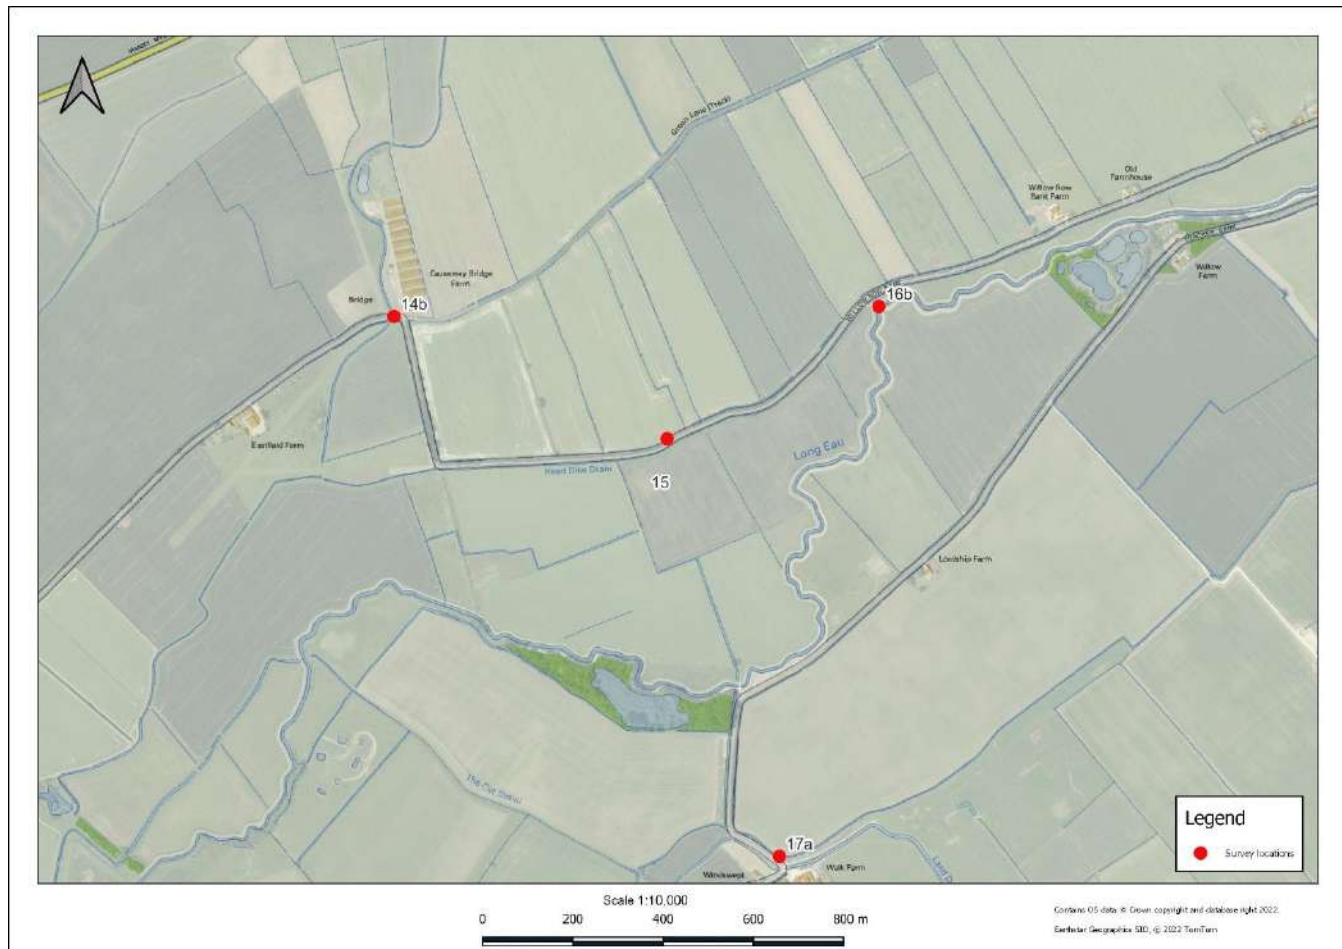 Green Lane (Track)
Old
Farmhouse
Willow Row
Bank Farm
Willow
Farm
Causeway Bridge
Farm
Bridge
14b
16b
Eastfield Farm
Long Eau
Head Dike Drain
15
Lordship Farm
The Cut Drain
17a
Walk Farm
Windswept
Legend
Survey locations
Scale 1:10,000
0 200 400 600 800 m
Contains OS data © Crown copyright and database right 2022.
Earthstar Geographics SIO, © 2022 TomTom